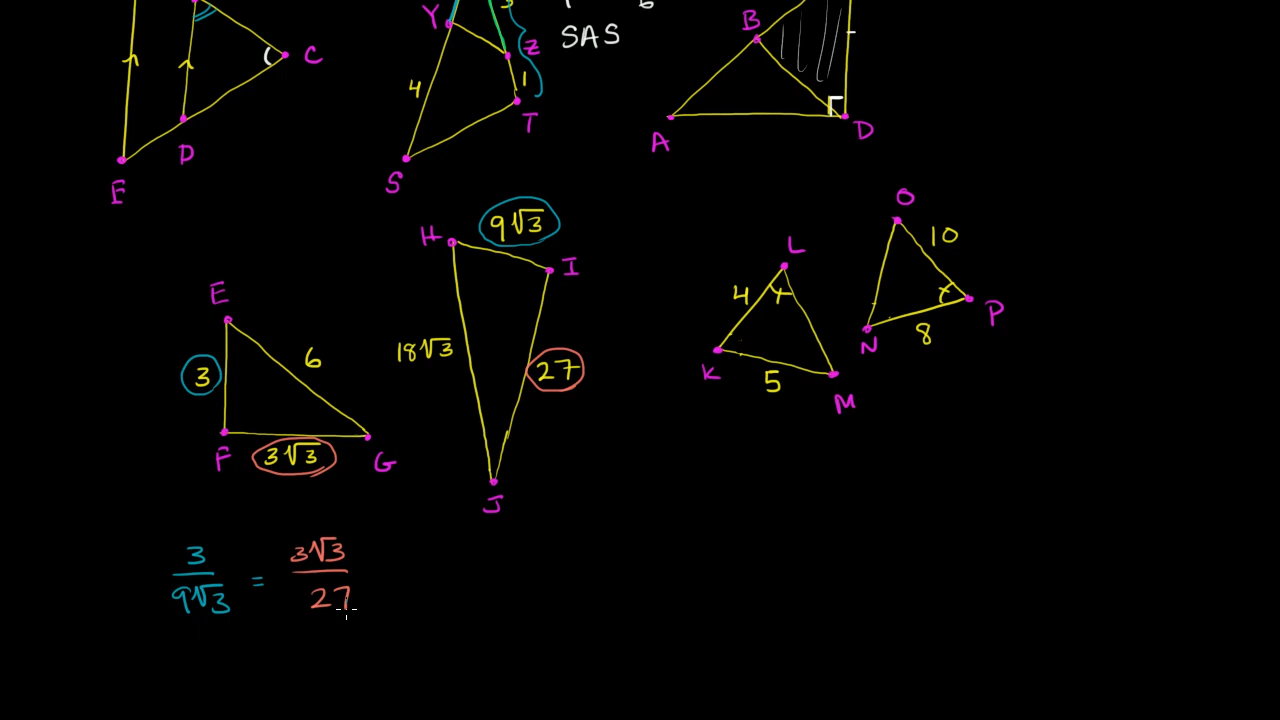 C
D
E
Y
Z
4
1
T
S
SAS
B
A
D
H
9√3
I
18√3
27
J
E
3
6
F
3√3
G
L
4
K
5
M
O
10
P
N
8
3/9√3 = 3√3/27